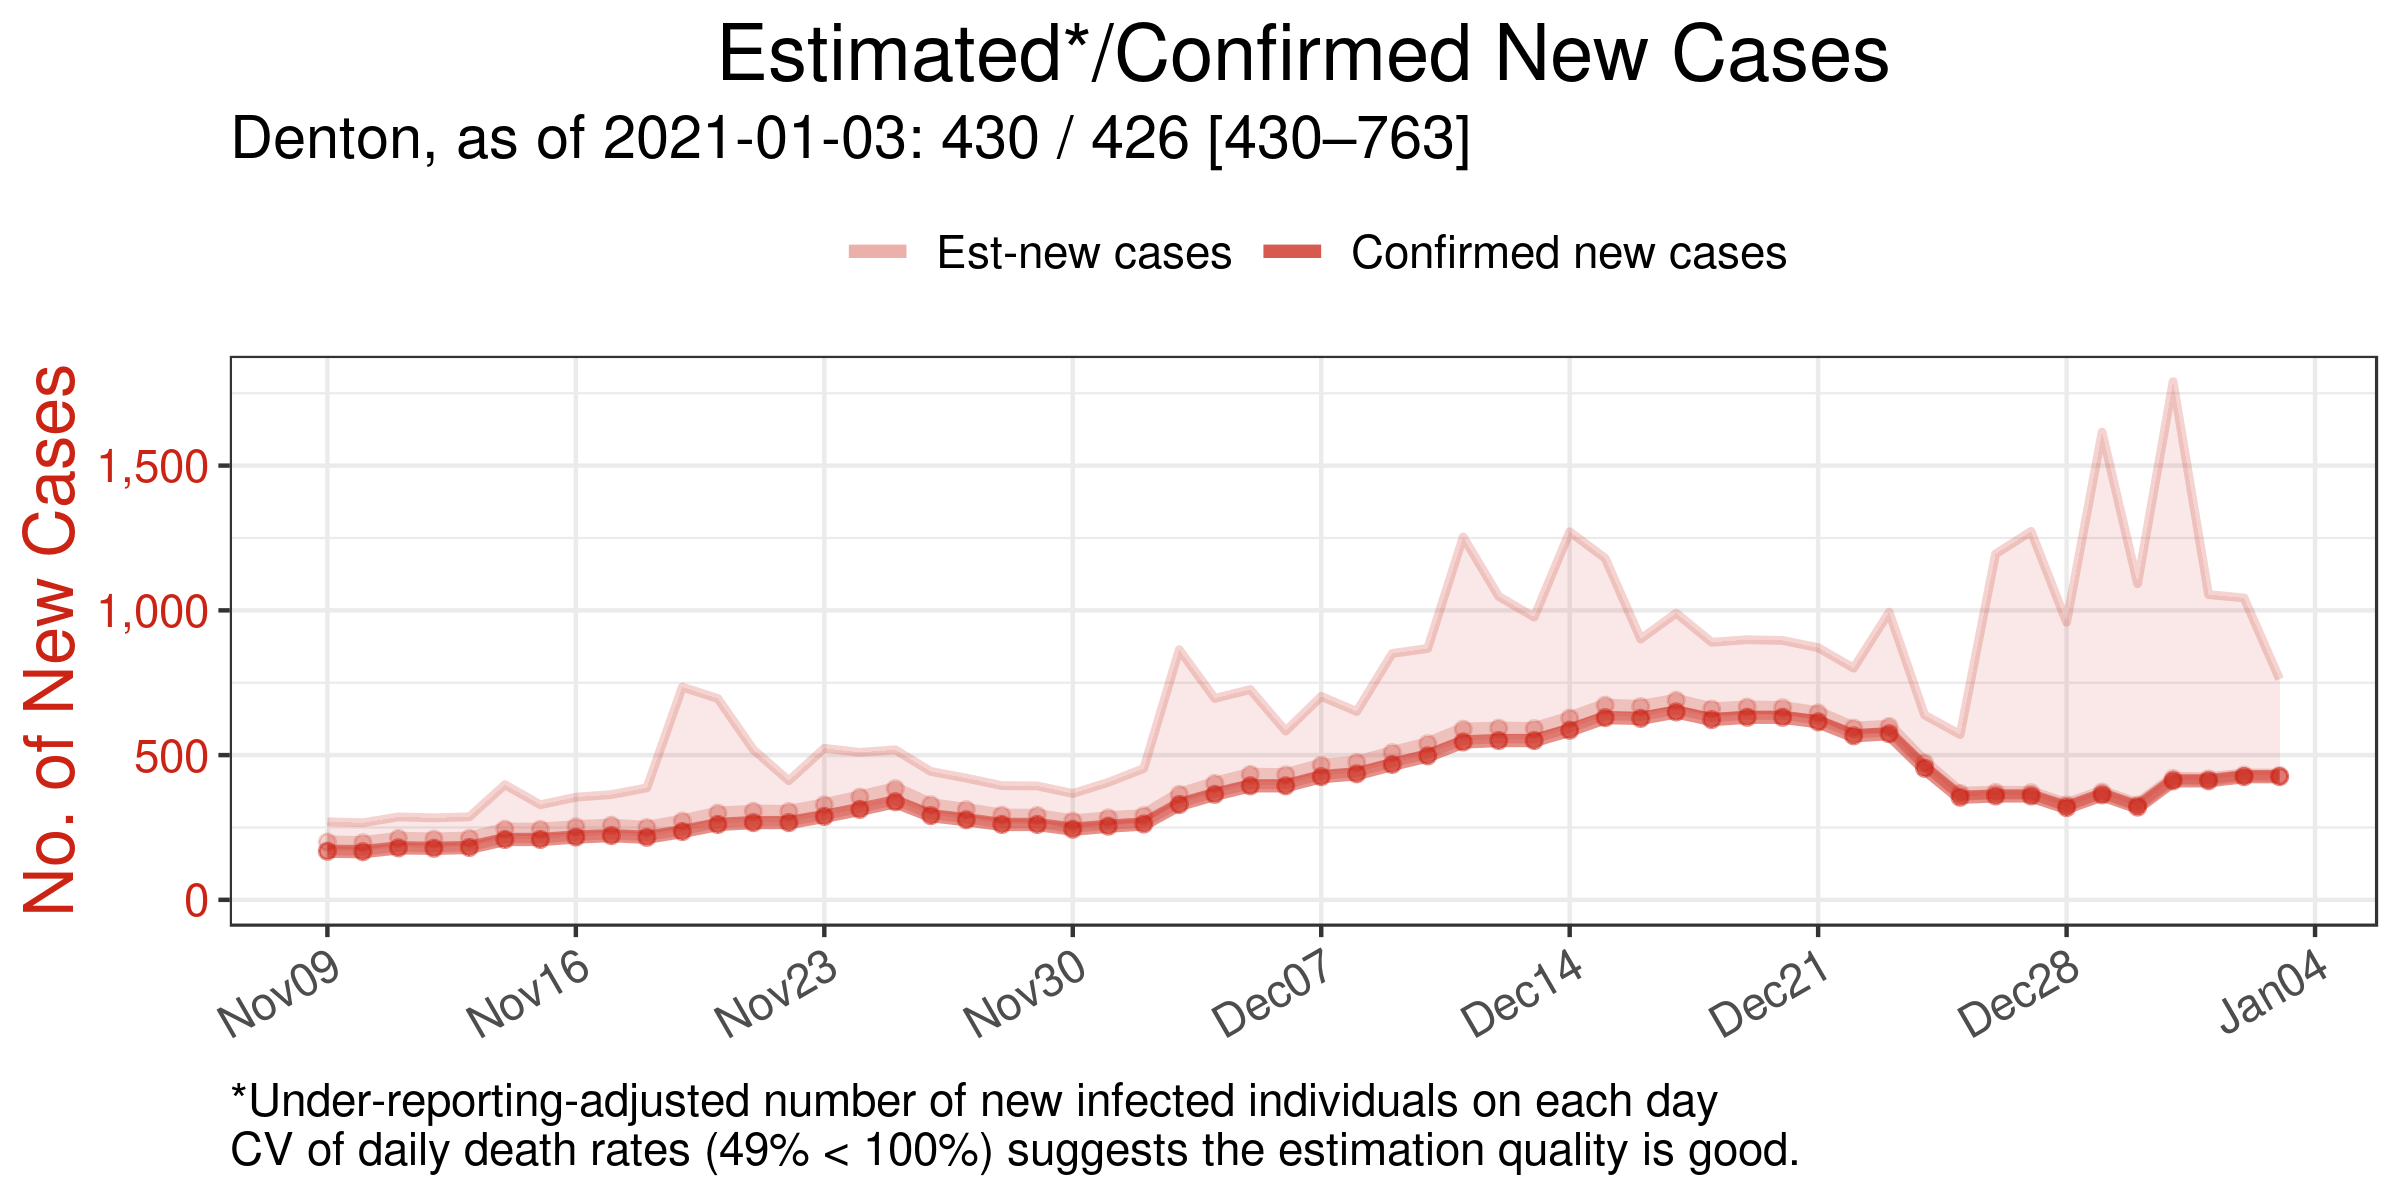 Estimated*/Confirmed New Cases
Denton, as of 2021-01-03: 430 / 426 [430–763]
Est-new cases
Confirmed new cases
No. of New Cases
1,500
1,000
500
0
Nov09
Nov16
Nov23
Nov30
Dec07
Dec14
Dec21
Dec28
Jan04
*Under-reporting-adjusted number of new infected individuals on each day
CV of daily death rates (49% < 100%) suggests the estimation quality is good.